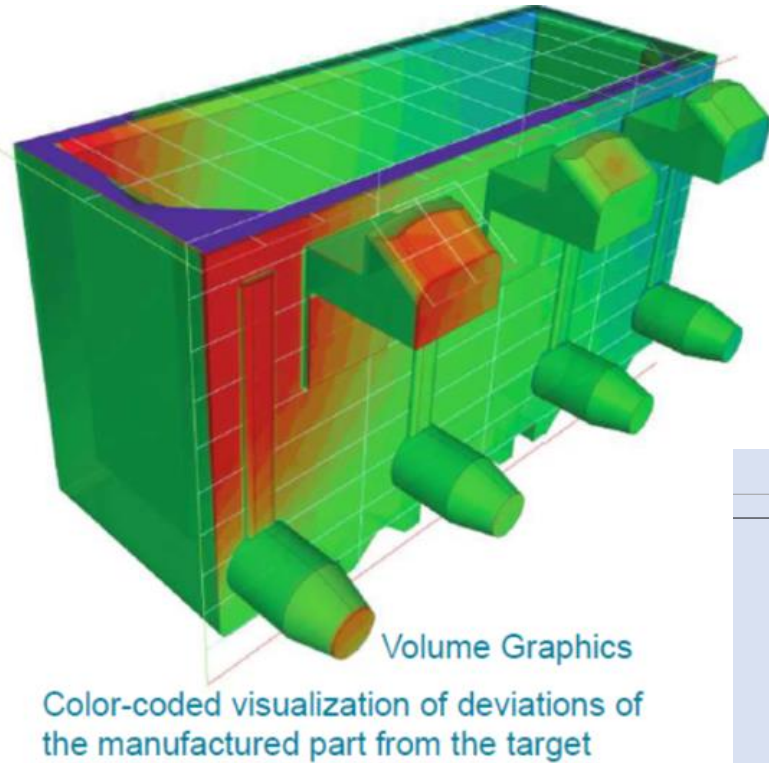 Volume Graphics
Color-coded visualization of deviations of
the manufactured part from the target